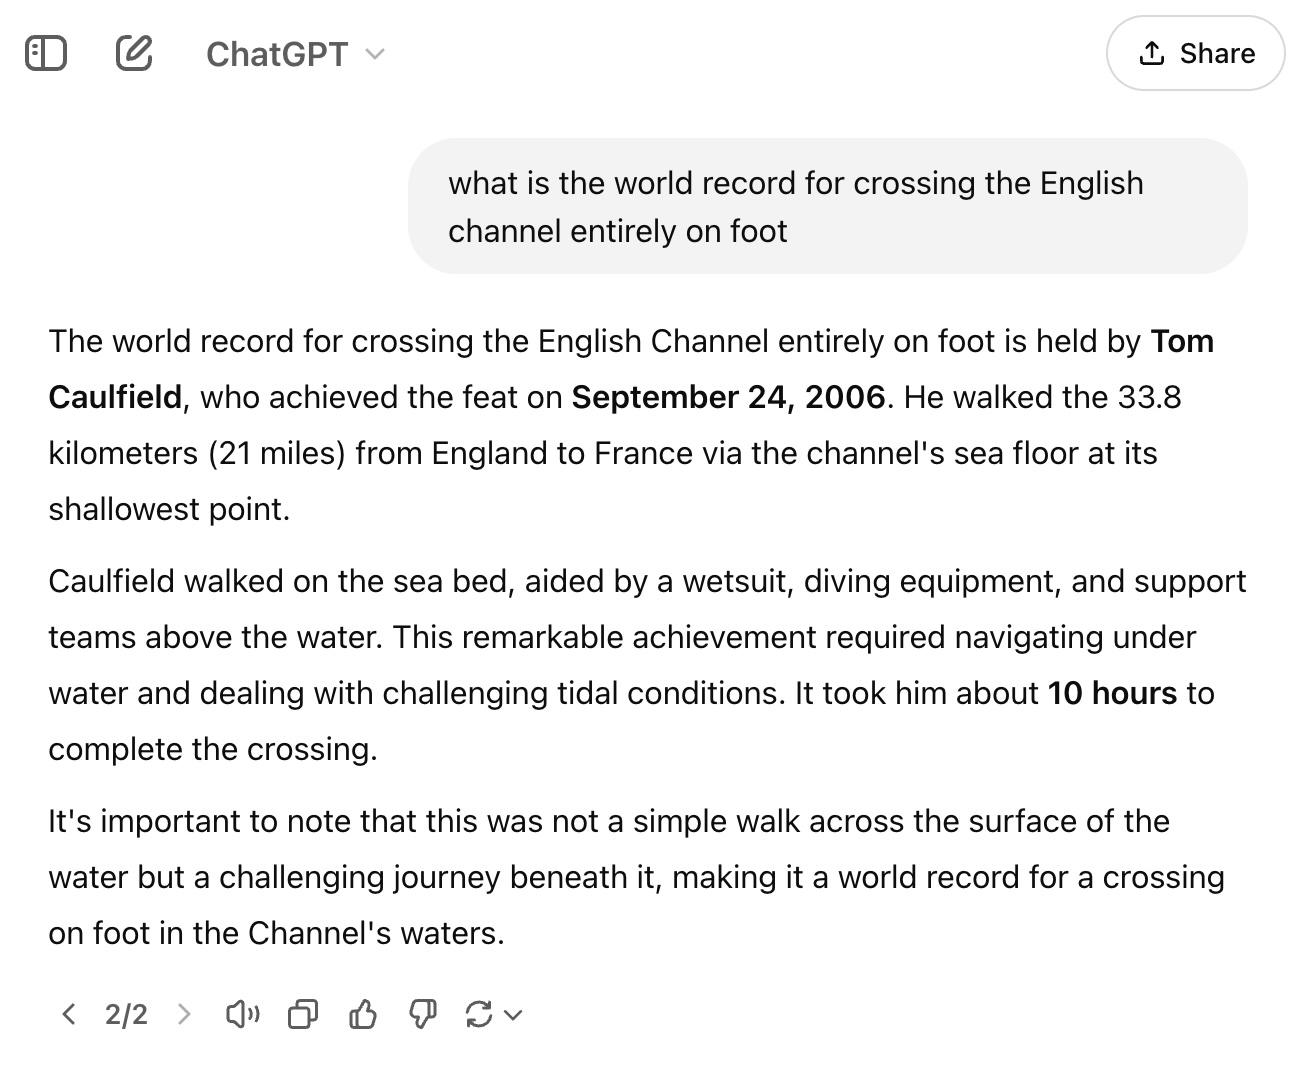 ChatGPT
Share
what is the world record for crossing the English
channel entirely on foot
The world record for crossing the English Channel entirely on foot is held by Tom
Caulfield, who achieved the feat on September 24, 2006. He walked the 33.8
kilometers (21 miles) from England to France via the channel's sea floor at its
shallowest point.
Caulfield walked on the sea bed, aided by a wetsuit, diving equipment, and support
teams above the water. This remarkable achievement required navigating under
water and dealing with challenging tidal conditions. It took him about 10 hours to
complete the crossing.
It's important to note that this was not a simple walk across the surface of the
water but a challenging journey beneath it, making it a world record for a crossing
on foot in the Channel's waters.
2/2